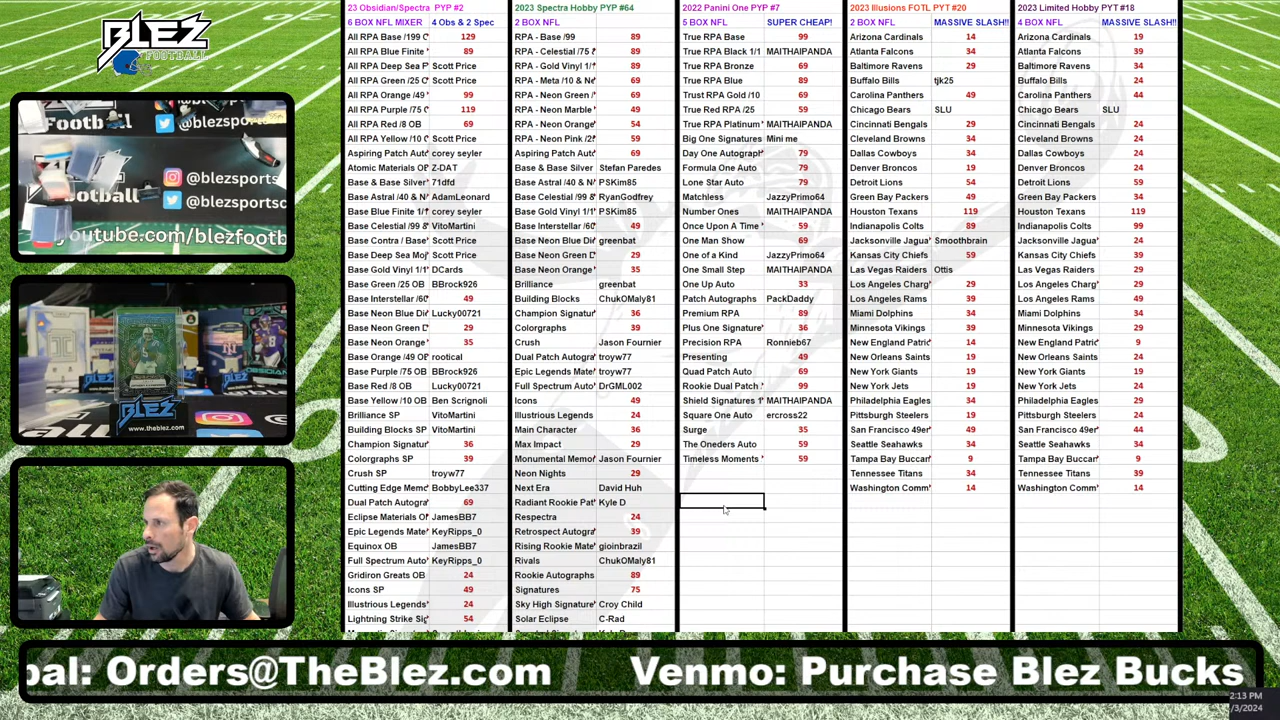 BLEZ
FOOTBALL
Football
@blezsports
@blezsports
@blezsportsc
youtube.com/blezfootb
BLEZ
www.theblez.com
23 Obsidian/Spectra PYP #2
6 BOX NFL MIXER 4 Obs & 2 Spec
All RPA Base /199 C 129
All RPA Blue Finite 89
All RPA Deep Sea F Scott Price
All RPA Green /25 C Scott Price
All RPA Orange /49 99
All RPA Purple /75 C 119
All RPA Red /8 OB 69
All RPA Yellow /10 C Scott Price
Aspiring Patch Aut corey seyler
Atomic Materials OB Z-DAT
Base & Base Silver 71dfd
Base Astral /40 & N AdamLeonard
Base Blue Finite 1/1 corey seyler
Base Celestial /99 & VitoMartini
Base Contra / Base' Scott Price
Base Deep Sea Moj Scott Price
Base Gold Vinyl 1/1 DCards
Base Green /25 OB BBrock926
Base Interstellar /60 49
Base Neon Blue Di Lucky00721
Base Neon Green D 29
Base Neon Orange 35
Base Orange /49 OB rootical
Base Purple /75 OB BBrock926
Base Red /8 OB Lucky00721
Base Yellow /10 OB Ben Scrignoli
Brilliance SP VitoMartini
Building Blocks SP VitoMartini
Champion Signatur 36
Colorgraphs SP 39
Crush SP troyw77
Cutting Edge Memo BobbyLee337
Dual Patch Autogra 69
Eclipse Materials O JamesBB7
Epic Legends Mate KeyRipps_0
Equinox OB JamesBB7
Full Spectrum Auto KeyRipps_0
Gridiron Greats OB 24
Icons SP 49
Illustrious Legends 24
Lightning Strike Sig 54
2023 Spectra Hobby PYP #64
2 BOX NFL
RPA - Base /99 89
RPA - Celestial /75 & 89
RPA - Gold Vinyl 1/1 89
RPA - Meta /10 & Ne 69
RPA - Neon Green / 69
RPA - Neon Marble 49
RPA - Neon Orange 54
RPA - Neon Pink /2 59
Aspiring Patch Aut 69
Base & Base Silver Stefan Paredes
Base Astral /40 & N PSKim85
Base Celestial /99 & RyanGodfrey
Base Gold Vinyl 1/1 PSKim85
Base Interstellar /60 49
Base Neon Blue Di greenbat
Base Neon Green D 29
Base Neon Orange 35
Brilliance greenbat
Building Blocks ChukOMaly81
Champion Signatur 36
Colorgraphs 39
Crush Jason Fournier
Dual Patch Autogra troyw77
Epic Legends Mate troyw77
Full Spectrum Auto DrGML002
Icons 49
Illustrious Legends 24
Main Character 36
Max Impact 29
Monumental Memo Jason Fournier
Neon Nights 29
Next Era David Huh
Radiant Rookie Pat Kyle D
Respectra 24
Retrospect Autogra 39
Rising Rookie Mate gioinbrazil
Rivals ChukOMaly81
Rookie Autographs 89
Signatures 75
Sky High Signature Croy Child
Solar Eclipse C-Rad
2022 Panini One PYP #7
5 BOX NFL SUPER CHEAP!
True RPA Base 99
True RPA Black 1/1 MAITHAIPANDA
True RPA Bronze 69
True RPA Blue 89
Trust RPA Gold /10 69
True Red RPA /25 59
True RPA Platinum MAITHAIPANDA
Big One Signatures Mini me
Day One Autograph 79
Formula One Auto 79
Lone Star Auto 79
Matchless JazzyPrimo64
Number Ones MAITHAIPANDA
Once Upon A Time 59
One Man Show 69
One of a Kind JazzyPrimo64
One Small Step MAITHAIPANDA
One Up Auto 33
Patch Autographs PackDaddy
Premium RPA 89
Plus One Signature 36
Precision RPA Ronnieb67
Presenting 49
Quad Patch Auto 69
Rookie Dual Patch 99
Shield Signatures 1 MAITHAIPANDA
Square One Auto ercross22
Surge 35
The Oneders Auto 59
Timeless Moments 59
2023 Illusions FOTL PYT #20
2 BOX NFL MASSIVE SLASH!!
Arizona Cardinals 14
Atlanta Falcons 34
Baltimore Ravens 29
Buffalo Bills tjk25
Carolina Panthers 49
Chicago Bears SLU
Cincinnati Bengals 29
Cleveland Browns 34
Dallas Cowboys 34
Denver Broncos 19
Detroit Lions 54
Green Bay Packers 49
Houston Texans 119
Indianapolis Colts 89
Jacksonville Jagua Smoothbrain
Kansas City Chiefs 59
Las Vegas Raiders Ottis
Los Angeles Charg 29
Los Angeles Rams 39
Miami Dolphins 34
Minnesota Vikings 39
New England Patri 14
New Orleans Saints 19
New York Giants 19
New York Jets 19
Philadelphia Eagles 34
Pittsburgh Steelers 19
San Francisco 49er 49
Seattle Seahawks 34
Tampa Bay Buccar 9
Tennessee Titans 34
Washington Comm 14
2023 Limited Hobby PYT #18
4 BOX NFL MASSIVE SLASH!!
Arizona Cardinals 19
Atlanta Falcons 39
Baltimore Ravens 34
Buffalo Bills 24
Carolina Panthers 44
Chicago Bears SLU
Cincinnati Bengals 24
Cleveland Browns 24
Dallas Cowboys 24
Denver Broncos 24
Detroit Lions 59
Green Bay Packers 34
Houston Texans 119
Indianapolis Colts 99
Jacksonville Jagua 24
Kansas City Chiefs 39
Las Vegas Raiders 29
Los Angeles Charg 29
Los Angeles Rams 49
Miami Dolphins 34
Minnesota Vikings 29
New England Patri 9
New Orleans Saints 24
New York Giants 19
New York Jets 24
Philadelphia Eagles 29
Pittsburgh Steelers 24
San Francisco 49er 44
Seattle Seahawks 34
Tampa Bay Buccar 9
Tennessee Titans 39
Washington Comm 14
pal: Orders@TheBlez.com Venmo: Purchase Blez Bucks
2:13 PM
/3/2024